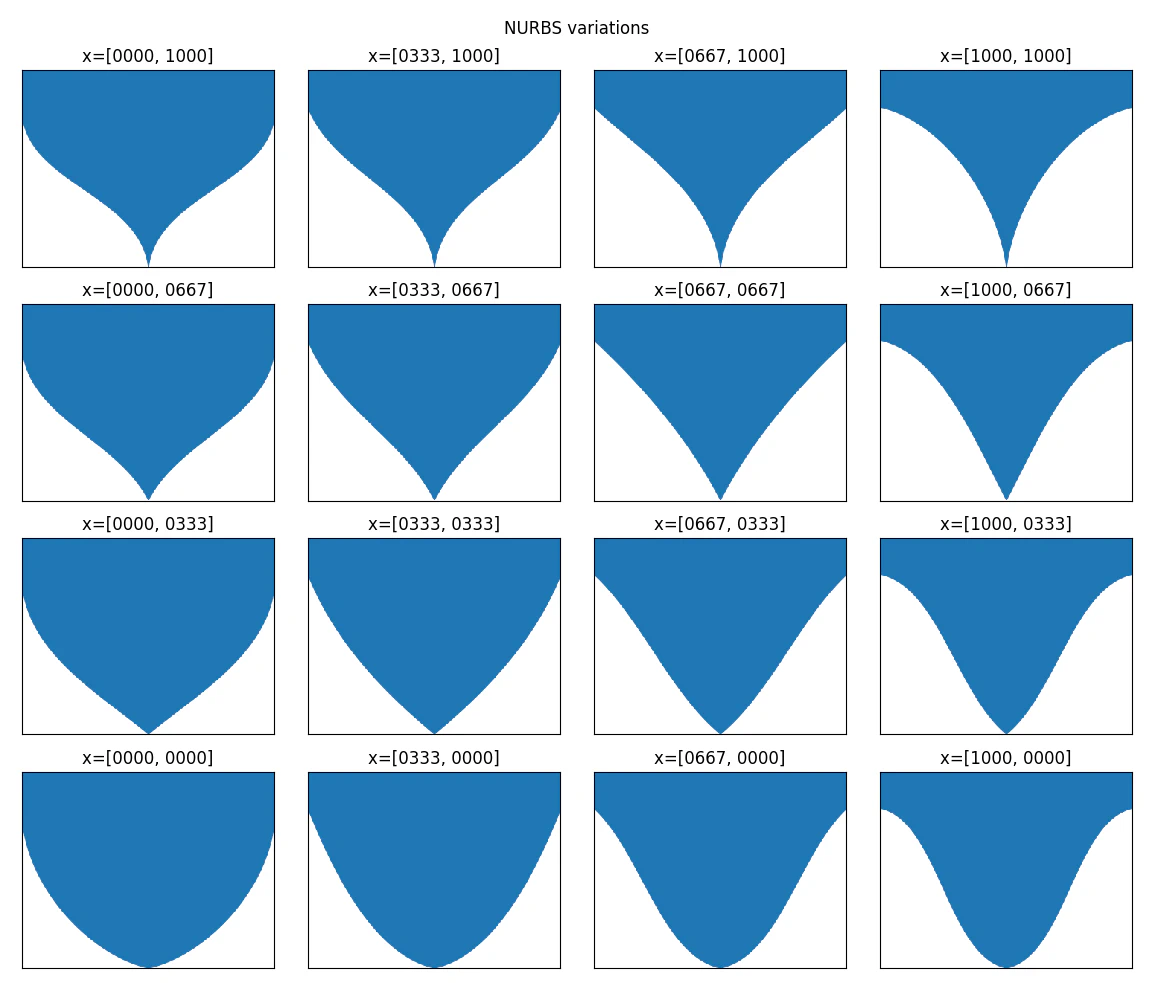 NURBS variations
x=[0000, 1000]
x=[0333, 1000]
x=[0667, 1000]
x=[1000, 1000]
x=[0000, 0667]
x=[0333, 0667]
x=[0667, 0667]
x=[1000, 0667]
x=[0000, 0333]
x=[0333, 0333]
x=[0667, 0333]
x=[1000, 0333]
x=[0000, 0000]
x=[0333, 0000]
x=[0667, 0000]
x=[1000, 0000]